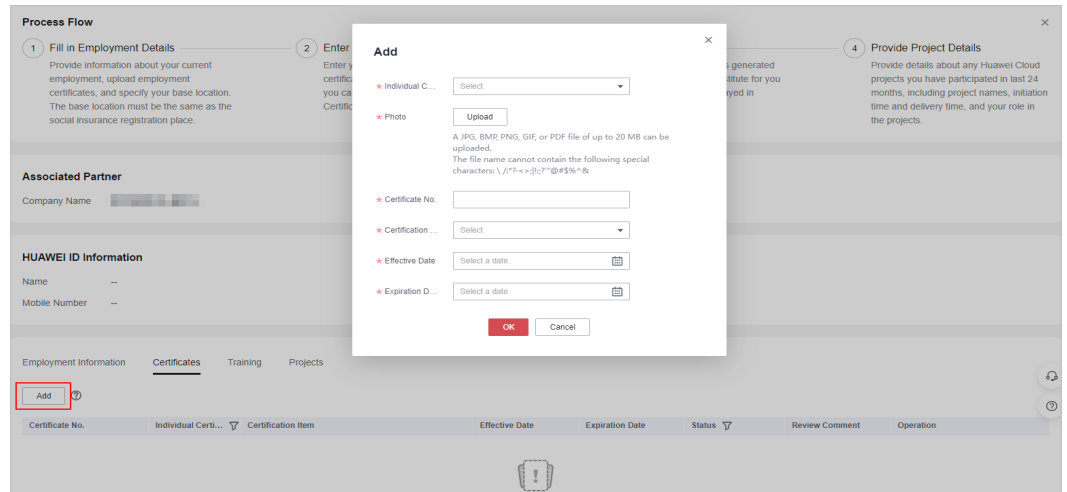 Process Flow
1 Fill in Employment Details
Provide information about your current
employment, upload employment
certificates, and specify your base location.
The base location must be the same as the
social insurance registration place.
2 Enter
Enter y
certific
you ca
Certific
s generated
titute for you
yed in
4 Provide Project Details
Provide details about any Huawei Cloud
projects you have participated in last 24
months, including project names, initiation
time and delivery time, and your role in
the projects.
Add
* Individual C... Select
* Photo Upload
A JPG, BMP, PNG, GIF, or PDF file of up to 20 MB can be
uploaded.
The file name cannot contain the following special
* Certificate No.
* Certification ... Select
* Effective Date Select a date.
* Expiration D... Select a date.
OK Cancel
Associated Partner
Company Name
HUAWEI ID Information
Name --
Mobile Number --
Employment Information Certificates Training Projects
Add
Certificate No. Individual Certi... Certification Item Effective Date Expiration Date Status Review Comment Operation